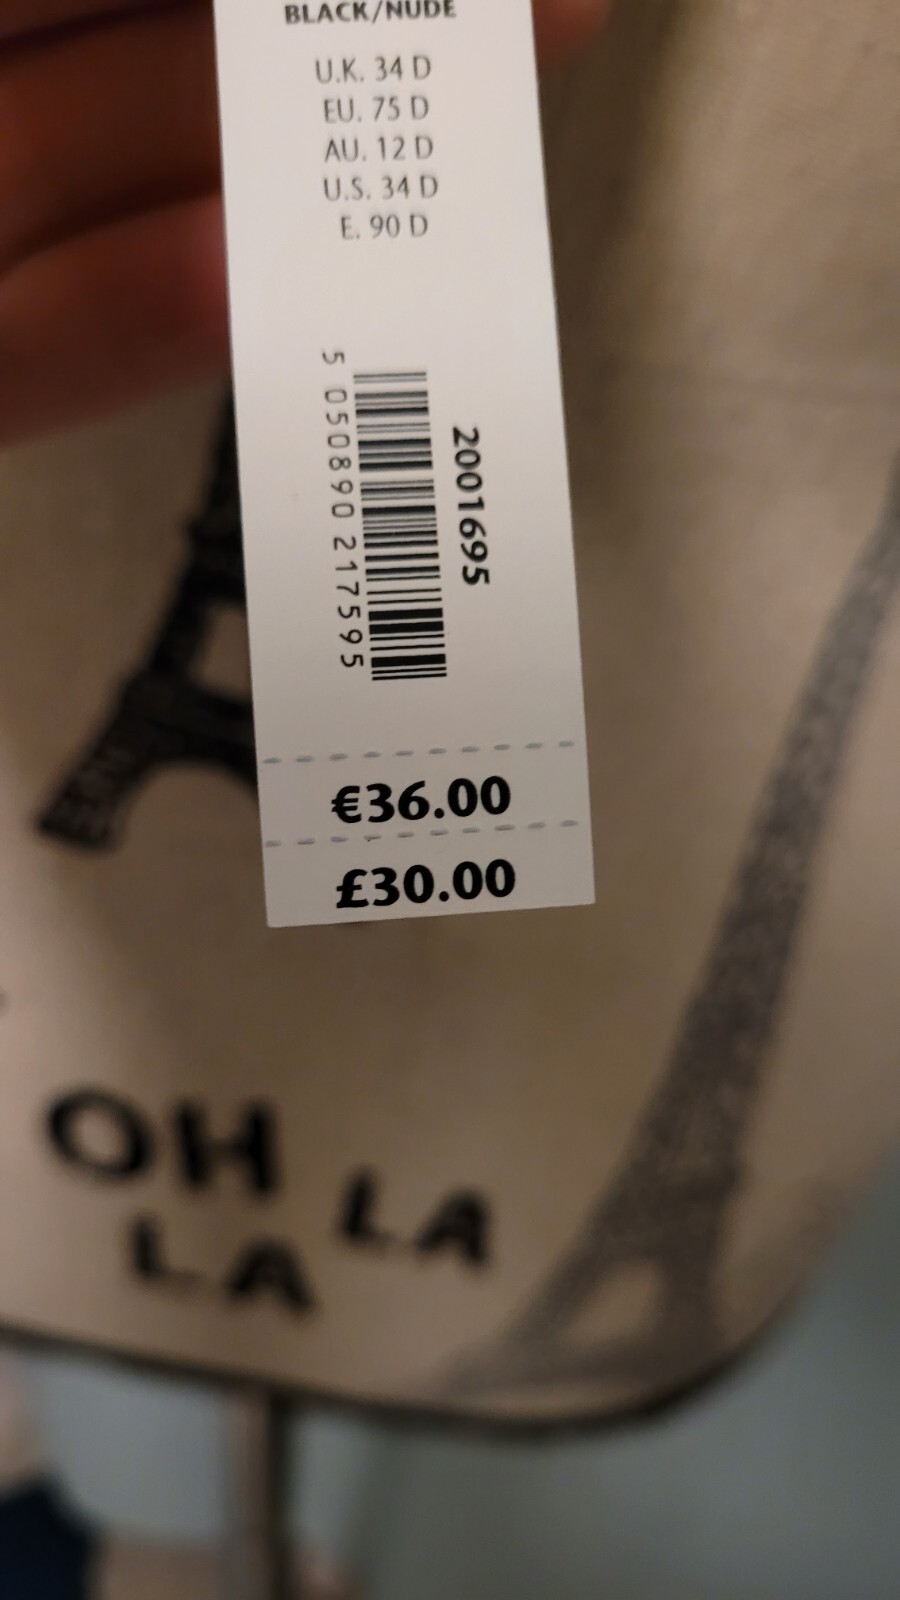 BLACK/NUDE
U.K. 34 D
EU. 75 D
AU. 12 D
U.S. 34 D
E. 90 D
2001695
5 050890 217595
€36.00
£30.00
OH
LA
LA